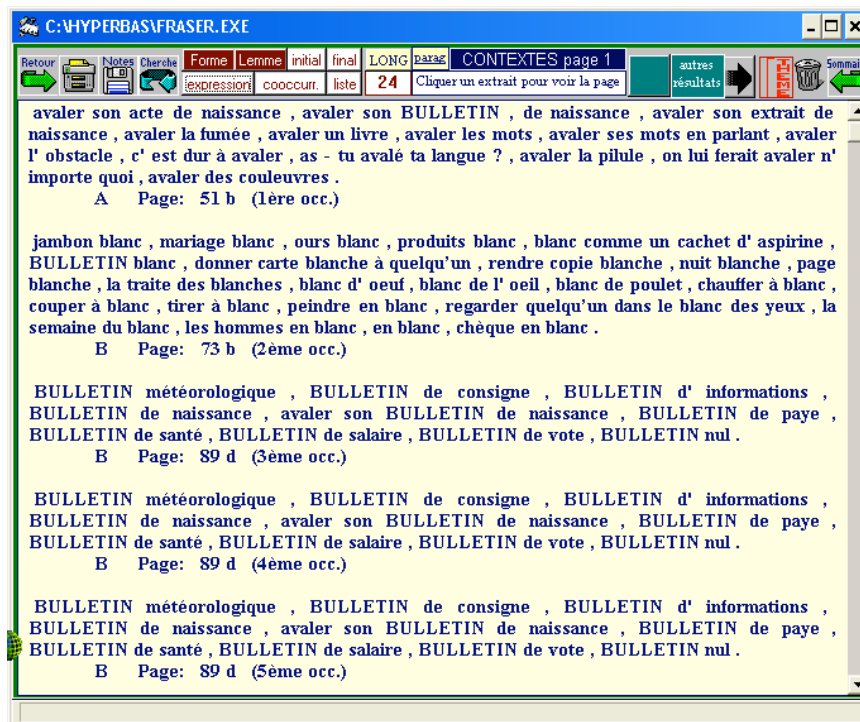 C:\HYPERBAS\FRASER.EXE
Retour Notes Cherche Forme Lemme initial final LONG parag CONTEXTES page 1 autres résultats THEME Sommai
expression cooccurr. liste 24 Cliquer un extrait pour voir la page
avaler son acte de naissance , avaler son BULLETIN , de naissance , avaler son extrait de
naissance , avaler la fumée , avaler un livre , avaler les mots , avaler ses mots en parlant , avaler
l' obstacle , c' est dur à avaler , as - tu avalé ta langue ? , avaler la pilule , on lui ferait avaler n'
importe quoi , avaler des couleuvres .
A Page: 51 b (1ère occ.)
jambon blanc , mariage blanc , ours blanc , produits blanc , blanc comme un cachet d' aspirine ,
BULLETIN blanc , donner carte blanche à quelqu'un , rendre copie blanche , nuit blanche , page
blanche , la traite des blanches , blanc d' oeuf , blanc de l' oeil , blanc de poulet , chauffer à blanc ,
couper à blanc , tirer à blanc , peindre en blanc , regarder quelqu'un dans le blanc des yeux , la
semaine du blanc , les hommes en blanc , en blanc , chèque en blanc .
B Page: 73 b (2ème occ.)
BULLETIN météorologique , BULLETIN de consigne , BULLETIN d' informations ,
BULLETIN de naissance , avaler son BULLETIN de naissance , BULLETIN de paye ,
BULLETIN de santé , BULLETIN de salaire , BULLETIN de vote , BULLETIN nul .
B Page: 89 d (3ème occ.)
BULLETIN météorologique , BULLETIN de consigne , BULLETIN d' informations ,
BULLETIN de naissance , avaler son BULLETIN de naissance , BULLETIN de paye ,
BULLETIN de santé , BULLETIN de salaire , BULLETIN de vote , BULLETIN nul .
B Page: 89 d (4ème occ.)
BULLETIN météorologique , BULLETIN de consigne , BULLETIN d' informations ,
BULLETIN de naissance , avaler son BULLETIN de naissance , BULLETIN de paye ,
BULLETIN de santé , BULLETIN de salaire , BULLETIN de vote , BULLETIN nul .
B Page: 89 d (5ème occ.)